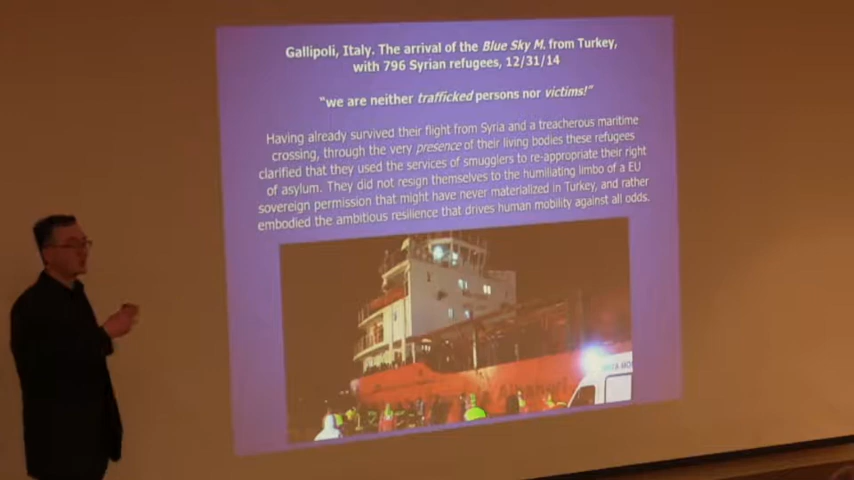 Gallipoli, Italy. The arrival of the Blue Sky M. from Turkey,
with 796 Syrian refugees, 12/31/14
"we are neither trafficked persons nor victims!"
Having already survived their flight from Syria and a treacherous maritime
crossing, through the very presence of their living bodies these refugees
clarified that they used the services of smugglers to re-appropriate their right
of asylum. They did not resign themselves to the humiliating limbo of a EU
sovereign permission that might have never materialized in Turkey, and rather
embodied the ambitious resilience that drives human mobility against all odds.